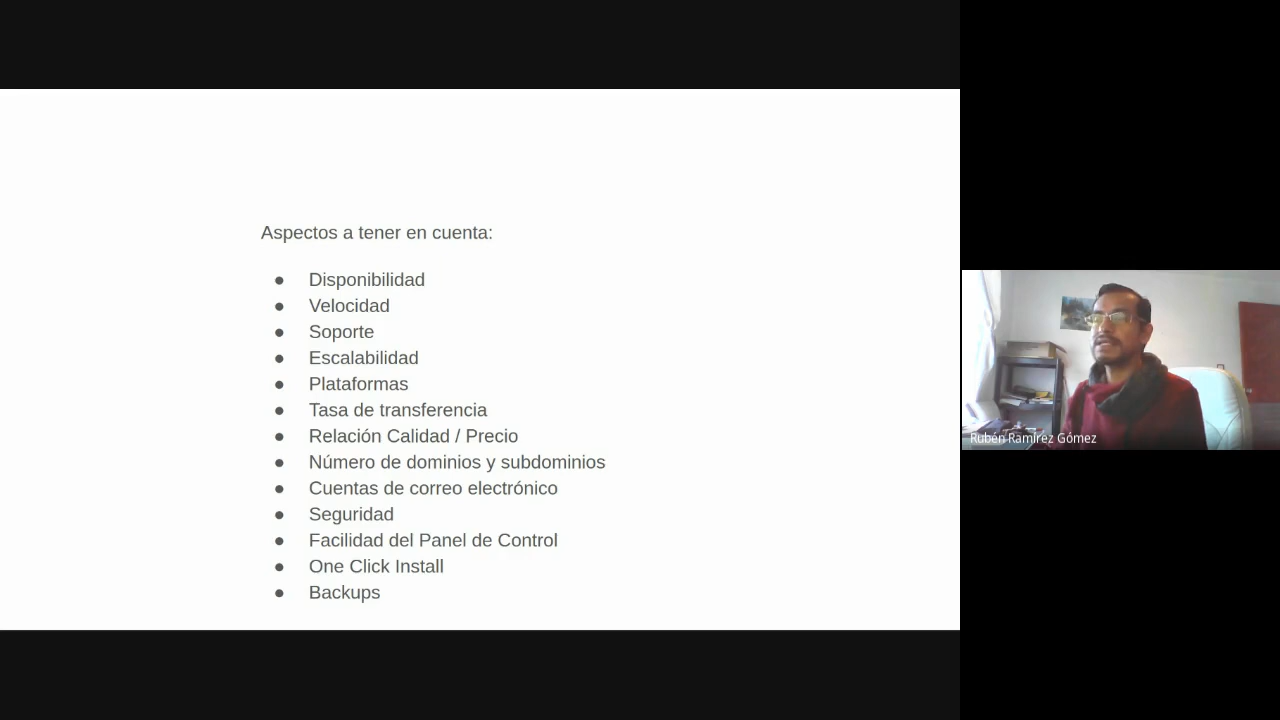 Aspectos a tener en cuenta:
● Disponibilidad
● Velocidad
● Soporte
● Escalabilidad
● Plataformas
● Tasa de transferencia
● Relación Calidad / Precio
● Número de dominios y subdominios
● Cuentas de correo electrónico
● Seguridad
● Facilidad del Panel de Control
● One Click Install
● Backups
Rubén Ramírez Gómez